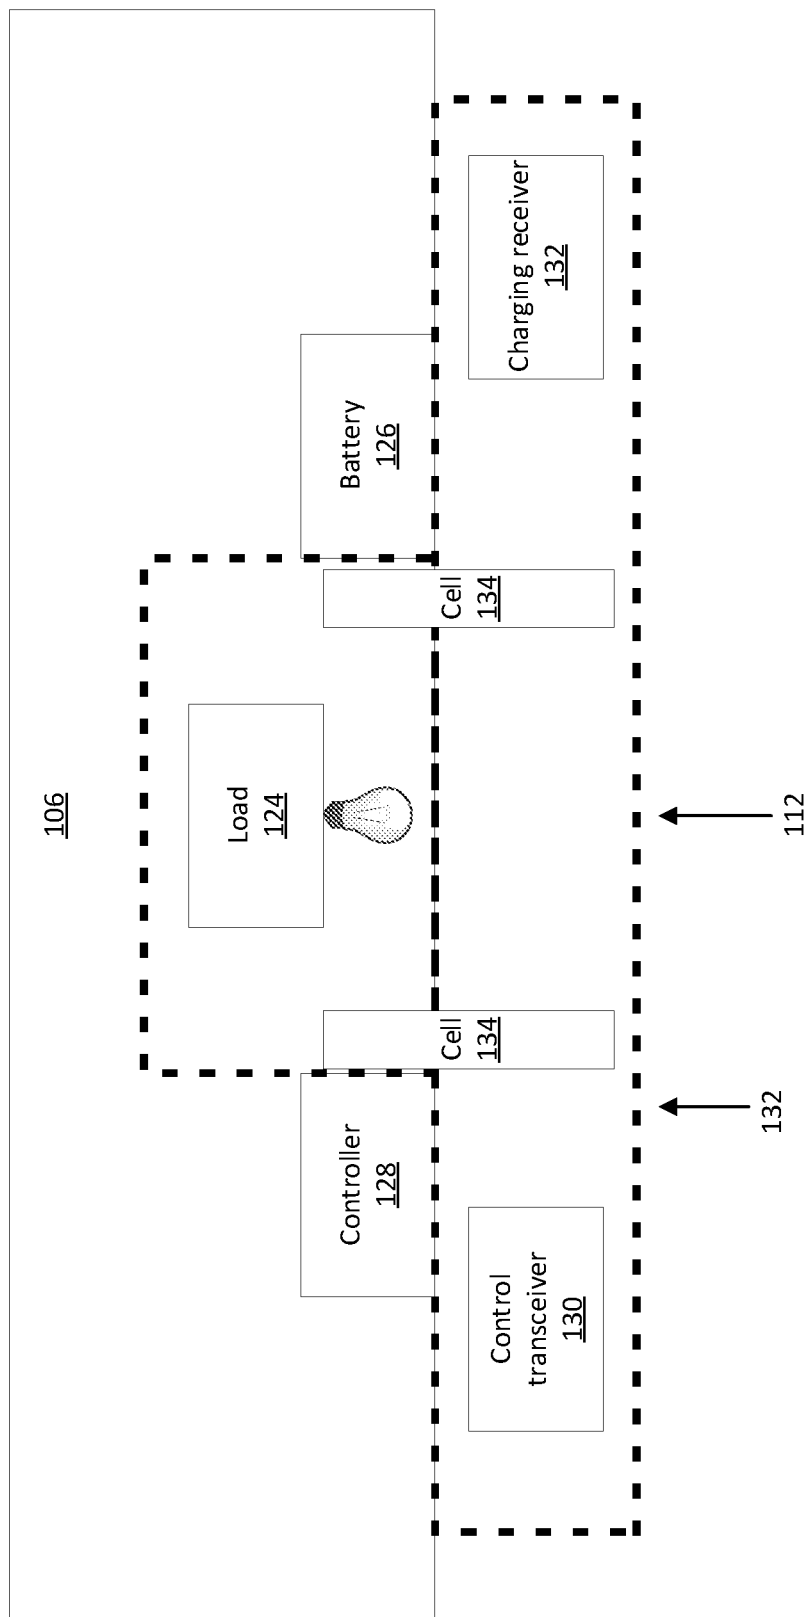 106
Load
124
Controller
128
Battery
126
Cell
134
Cell
134
Control
transceiver
130
Charging receiver
132
132
112